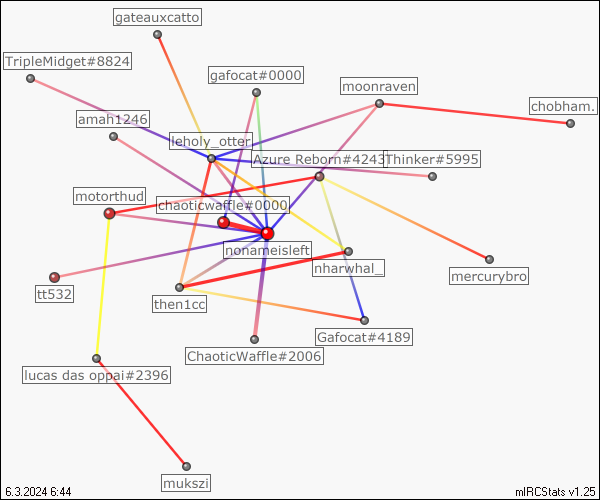 gateauxcatto
TripleMidget#8824
gafocat#0000
moonraven
chobham.
amah1246
leholy_otter
Azure Reborn#4243
Thinker#5995
motorthud
chaoticwaffle#0000
nonameisleft
nharwhal_
mercurybro
tt532
then1cc
Gafocat#4189
ChaoticWaffle#2006
lucas das oppai#2396
mukszi
6.3.2024 6:44
mIRCStats v1.25